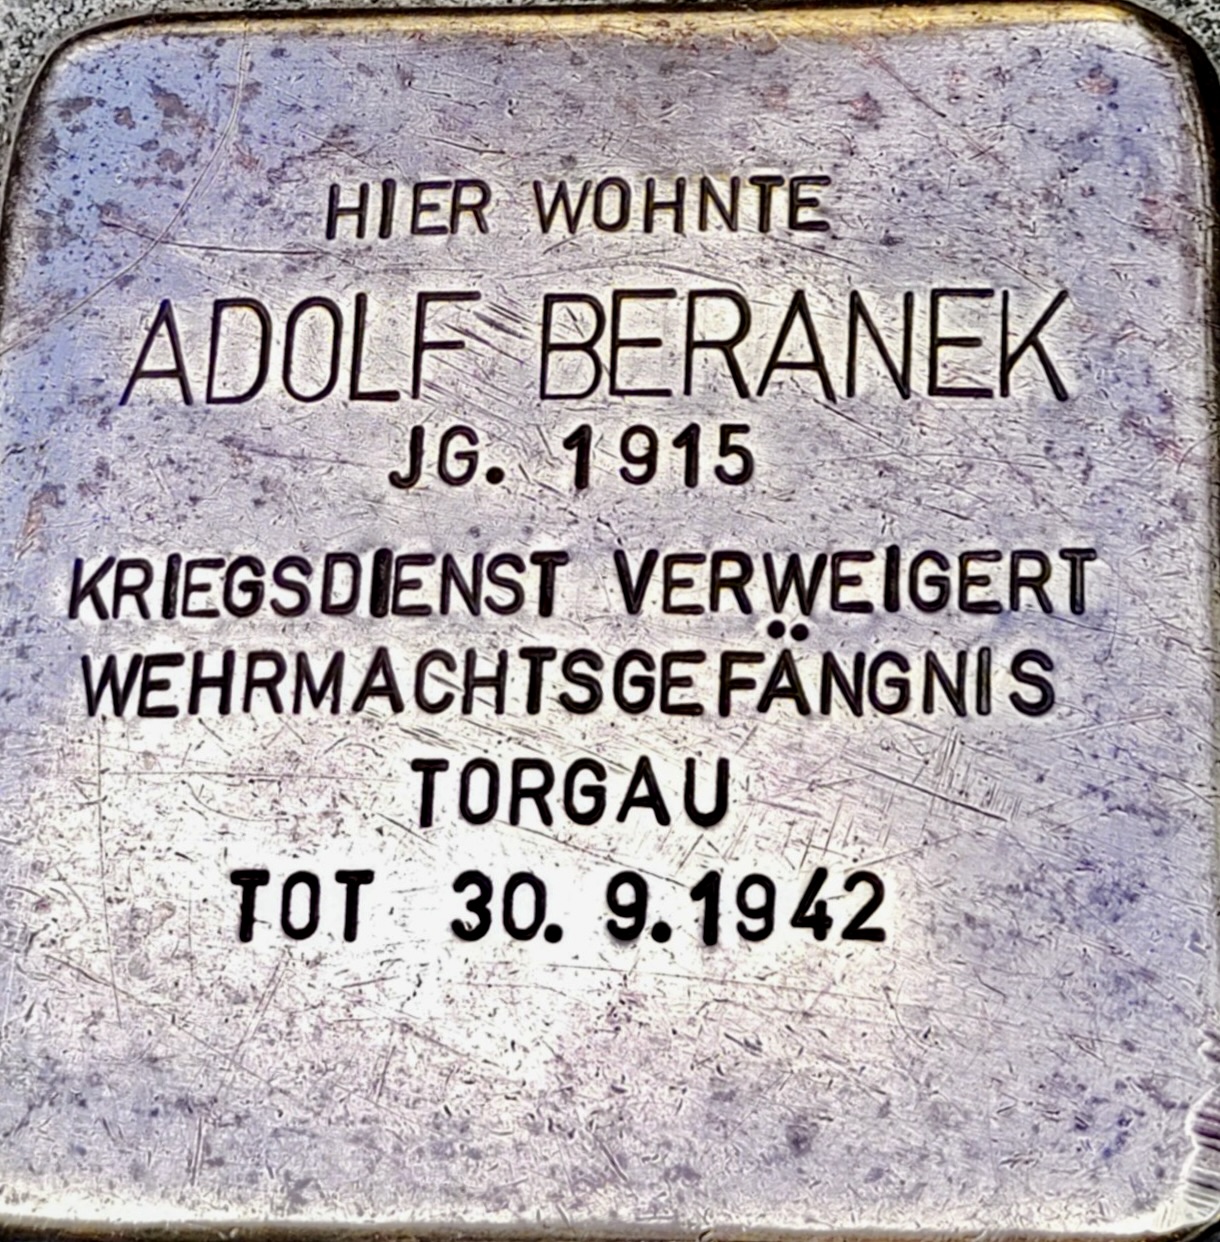 HIER WOHNTE
ADOLF BERANEK
JG. 1915
KRIEGSDIENST VERWEIGERT
WEHRMACHTSGEFÄNGNIS
TORGAU
TOT 30. 9.1942